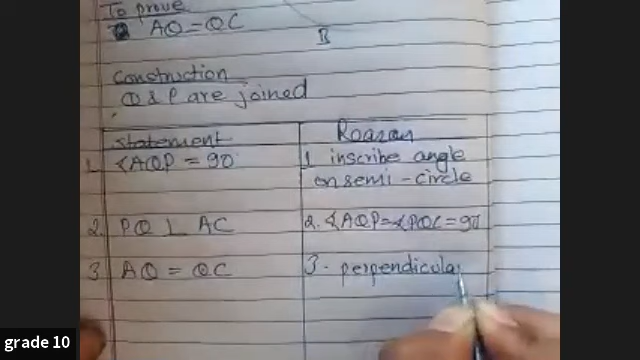 To prove
AQ = QC
B
Construction
Q & P are joined
statement Reason
1. ∢AQP = 90° 1 inscribe angle
on semi-circle
2. PQ ⊥ AC 2. ∢AQP = ∢PQC = 90
3 AQ = QC 3. perpendicula
grade 10